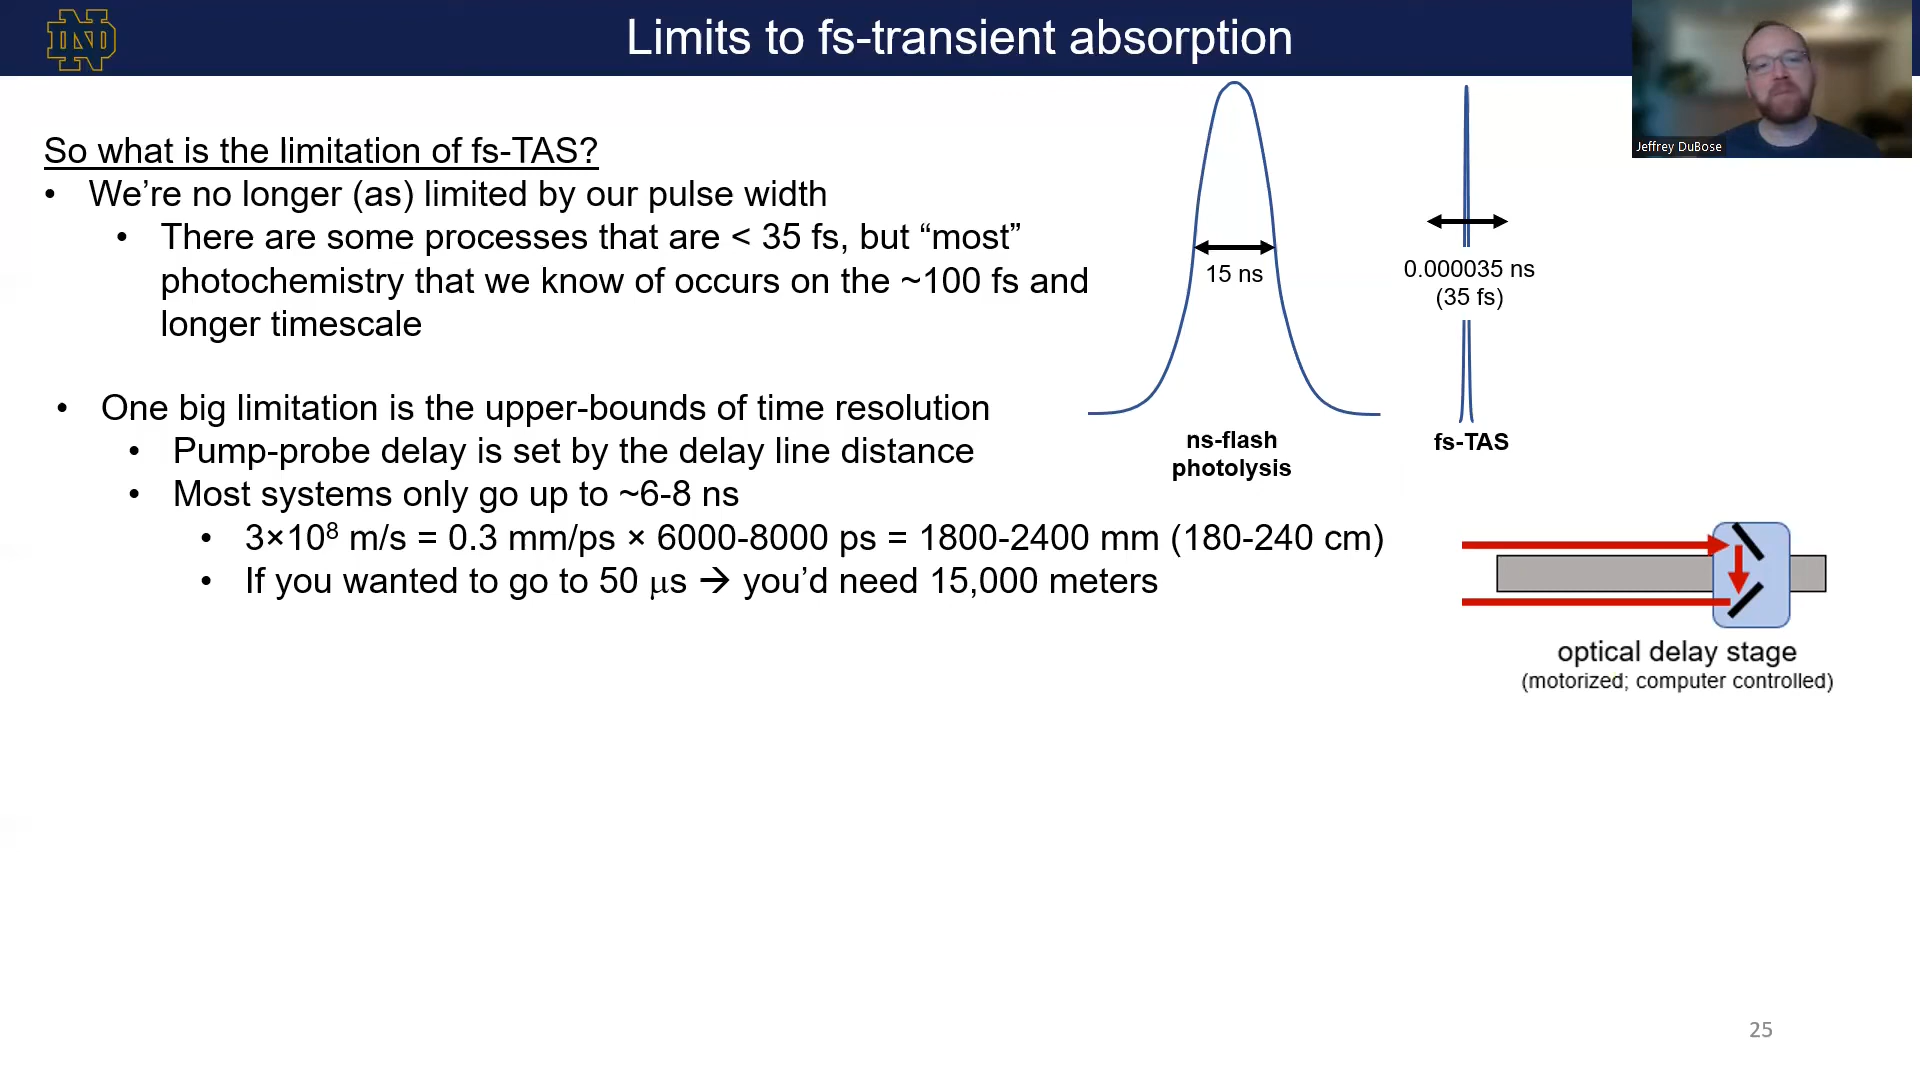 Limits to fs-transient absorption
Jeffrey DuBose
So what is the limitation of fs-TAS?
• We’re no longer (as) limited by our pulse width
• There are some processes that are < 35 fs, but “most”
photochemistry that we know of occurs on the ~100 fs and
longer timescale
• One big limitation is the upper-bounds of time resolution
• Pump-probe delay is set by the delay line distance
• Most systems only go up to ~6-8 ns
• 3×10⁸ m/s = 0.3 mm/ps × 6000-8000 ps = 1800-2400 mm (180-240 cm)
• If you wanted to go to 50 μs → you’d need 15,000 meters
15 ns
ns-flash
photolysis
0.000035 ns
(35 fs)
fs-TAS
optical delay stage
(motorized; computer controlled)
25